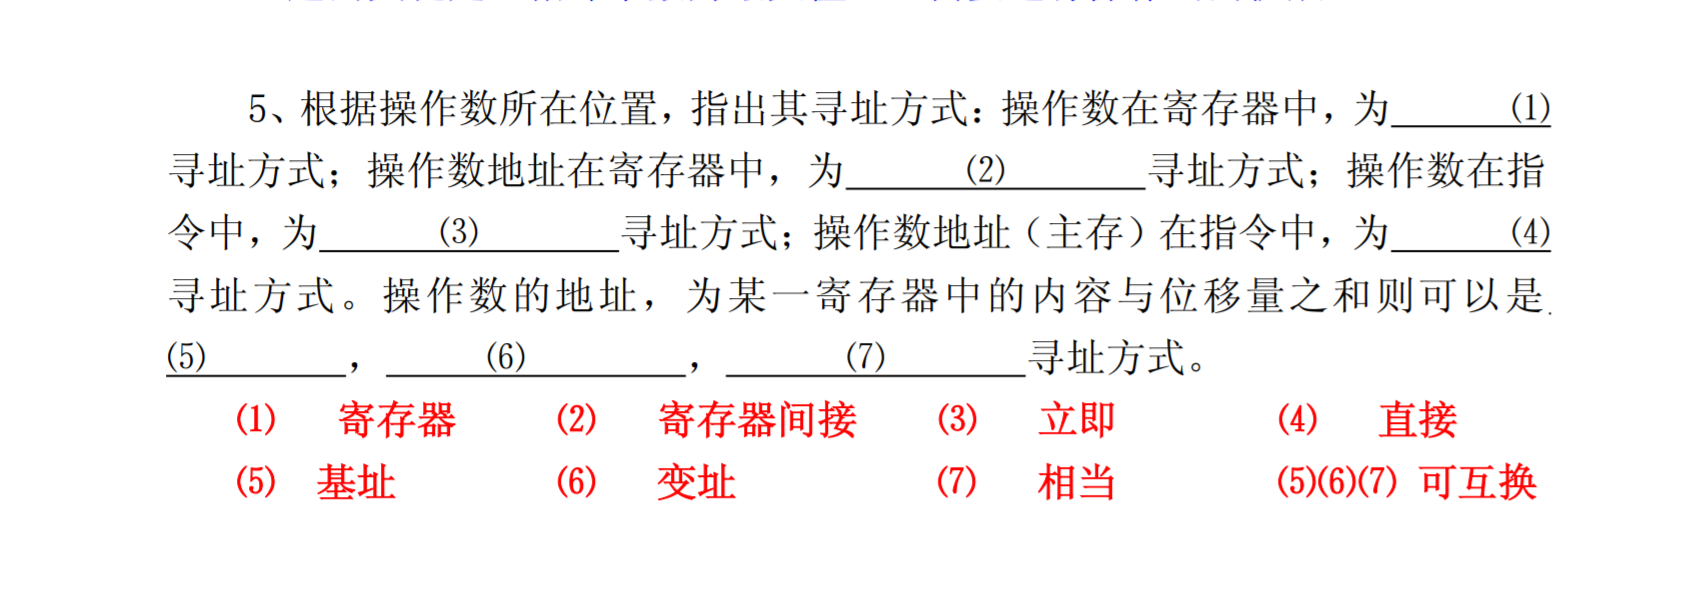 5、根据操作数所在位置，指出其寻址方式：操作数在寄存器中，为 (1)
寻址方式；操作数地址在寄存器中，为 (2) 寻址方式；操作数在指
令中，为 (3) 寻址方式；操作数地址（主存）在指令中，为 (4)
寻址方式。操作数的地址，为某一寄存器中的内容与位移量之和则可以是
(5) ， (6) ， (7) 寻址方式。
(1) 寄存器 (2) 寄存器间接 (3) 立即 (4) 直接
(5) 基址 (6) 变址 (7) 相当 (5)(6)(7) 可互换